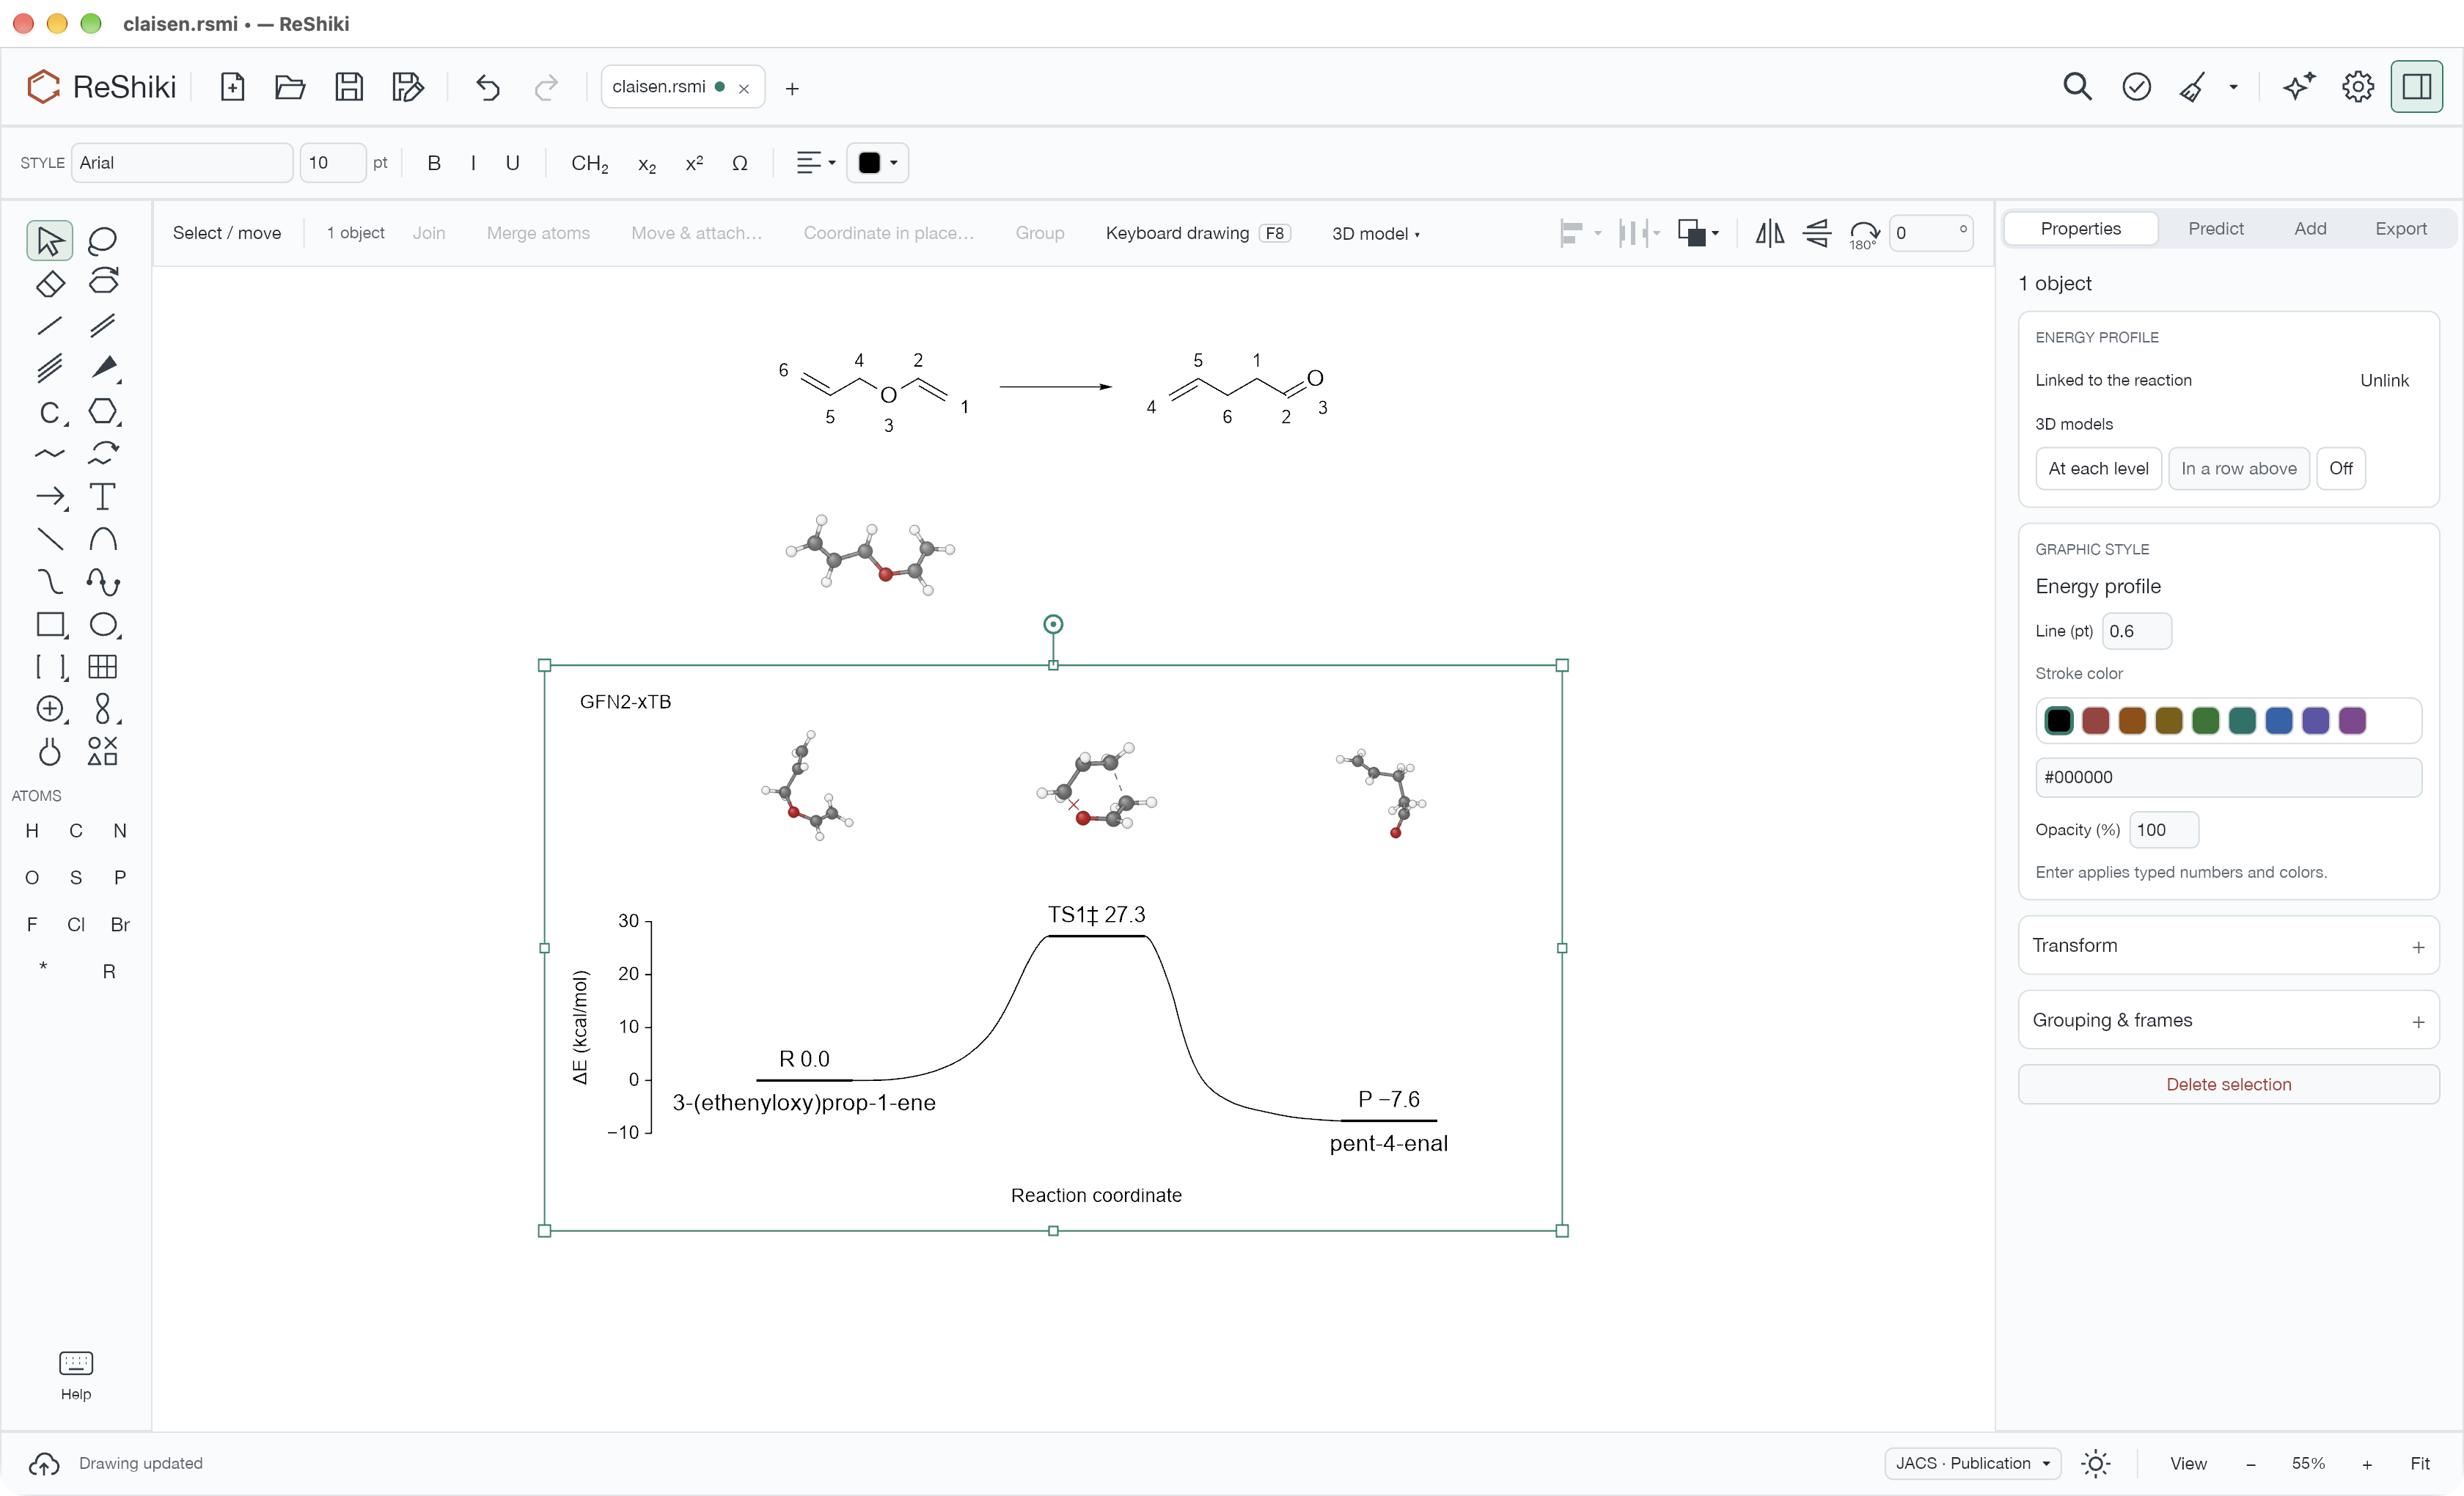 claisen.rsmi • — ReShiki
ReShiki
claisen.rsmi
STYLE Arial 10 pt B I U CH₂ x₂ x² Ω
Select / move 1 object Join Merge atoms Move & attach... Coordinate in place... Group Keyboard drawing F8 3D model 180° 0 °
Properties Predict Add Export
1 object
ENERGY PROFILE
Linked to the reaction Unlink
3D models
At each level In a row above Off
GRAPHIC STYLE
Energy profile
Line (pt) 0.6
Stroke color
#000000
Opacity (%) 100
Enter applies typed numbers and colors.
Transform +
Grouping & frames +
Delete selection
C
T
ATOMS
H C N
O S P
F Cl Br
* R
Help
6 4 2 5 1
O O
5 3 1 4 6 2 3
GFN2-xTB
TS1‡ 27.3
30
20
10
0
−10
ΔE (kcal/mol)
R 0.0
3-(ethenyloxy)prop-1-ene
P −7.6
pent-4-enal
Reaction coordinate
Drawing updated
JACS · Publication View − 55% + Fit